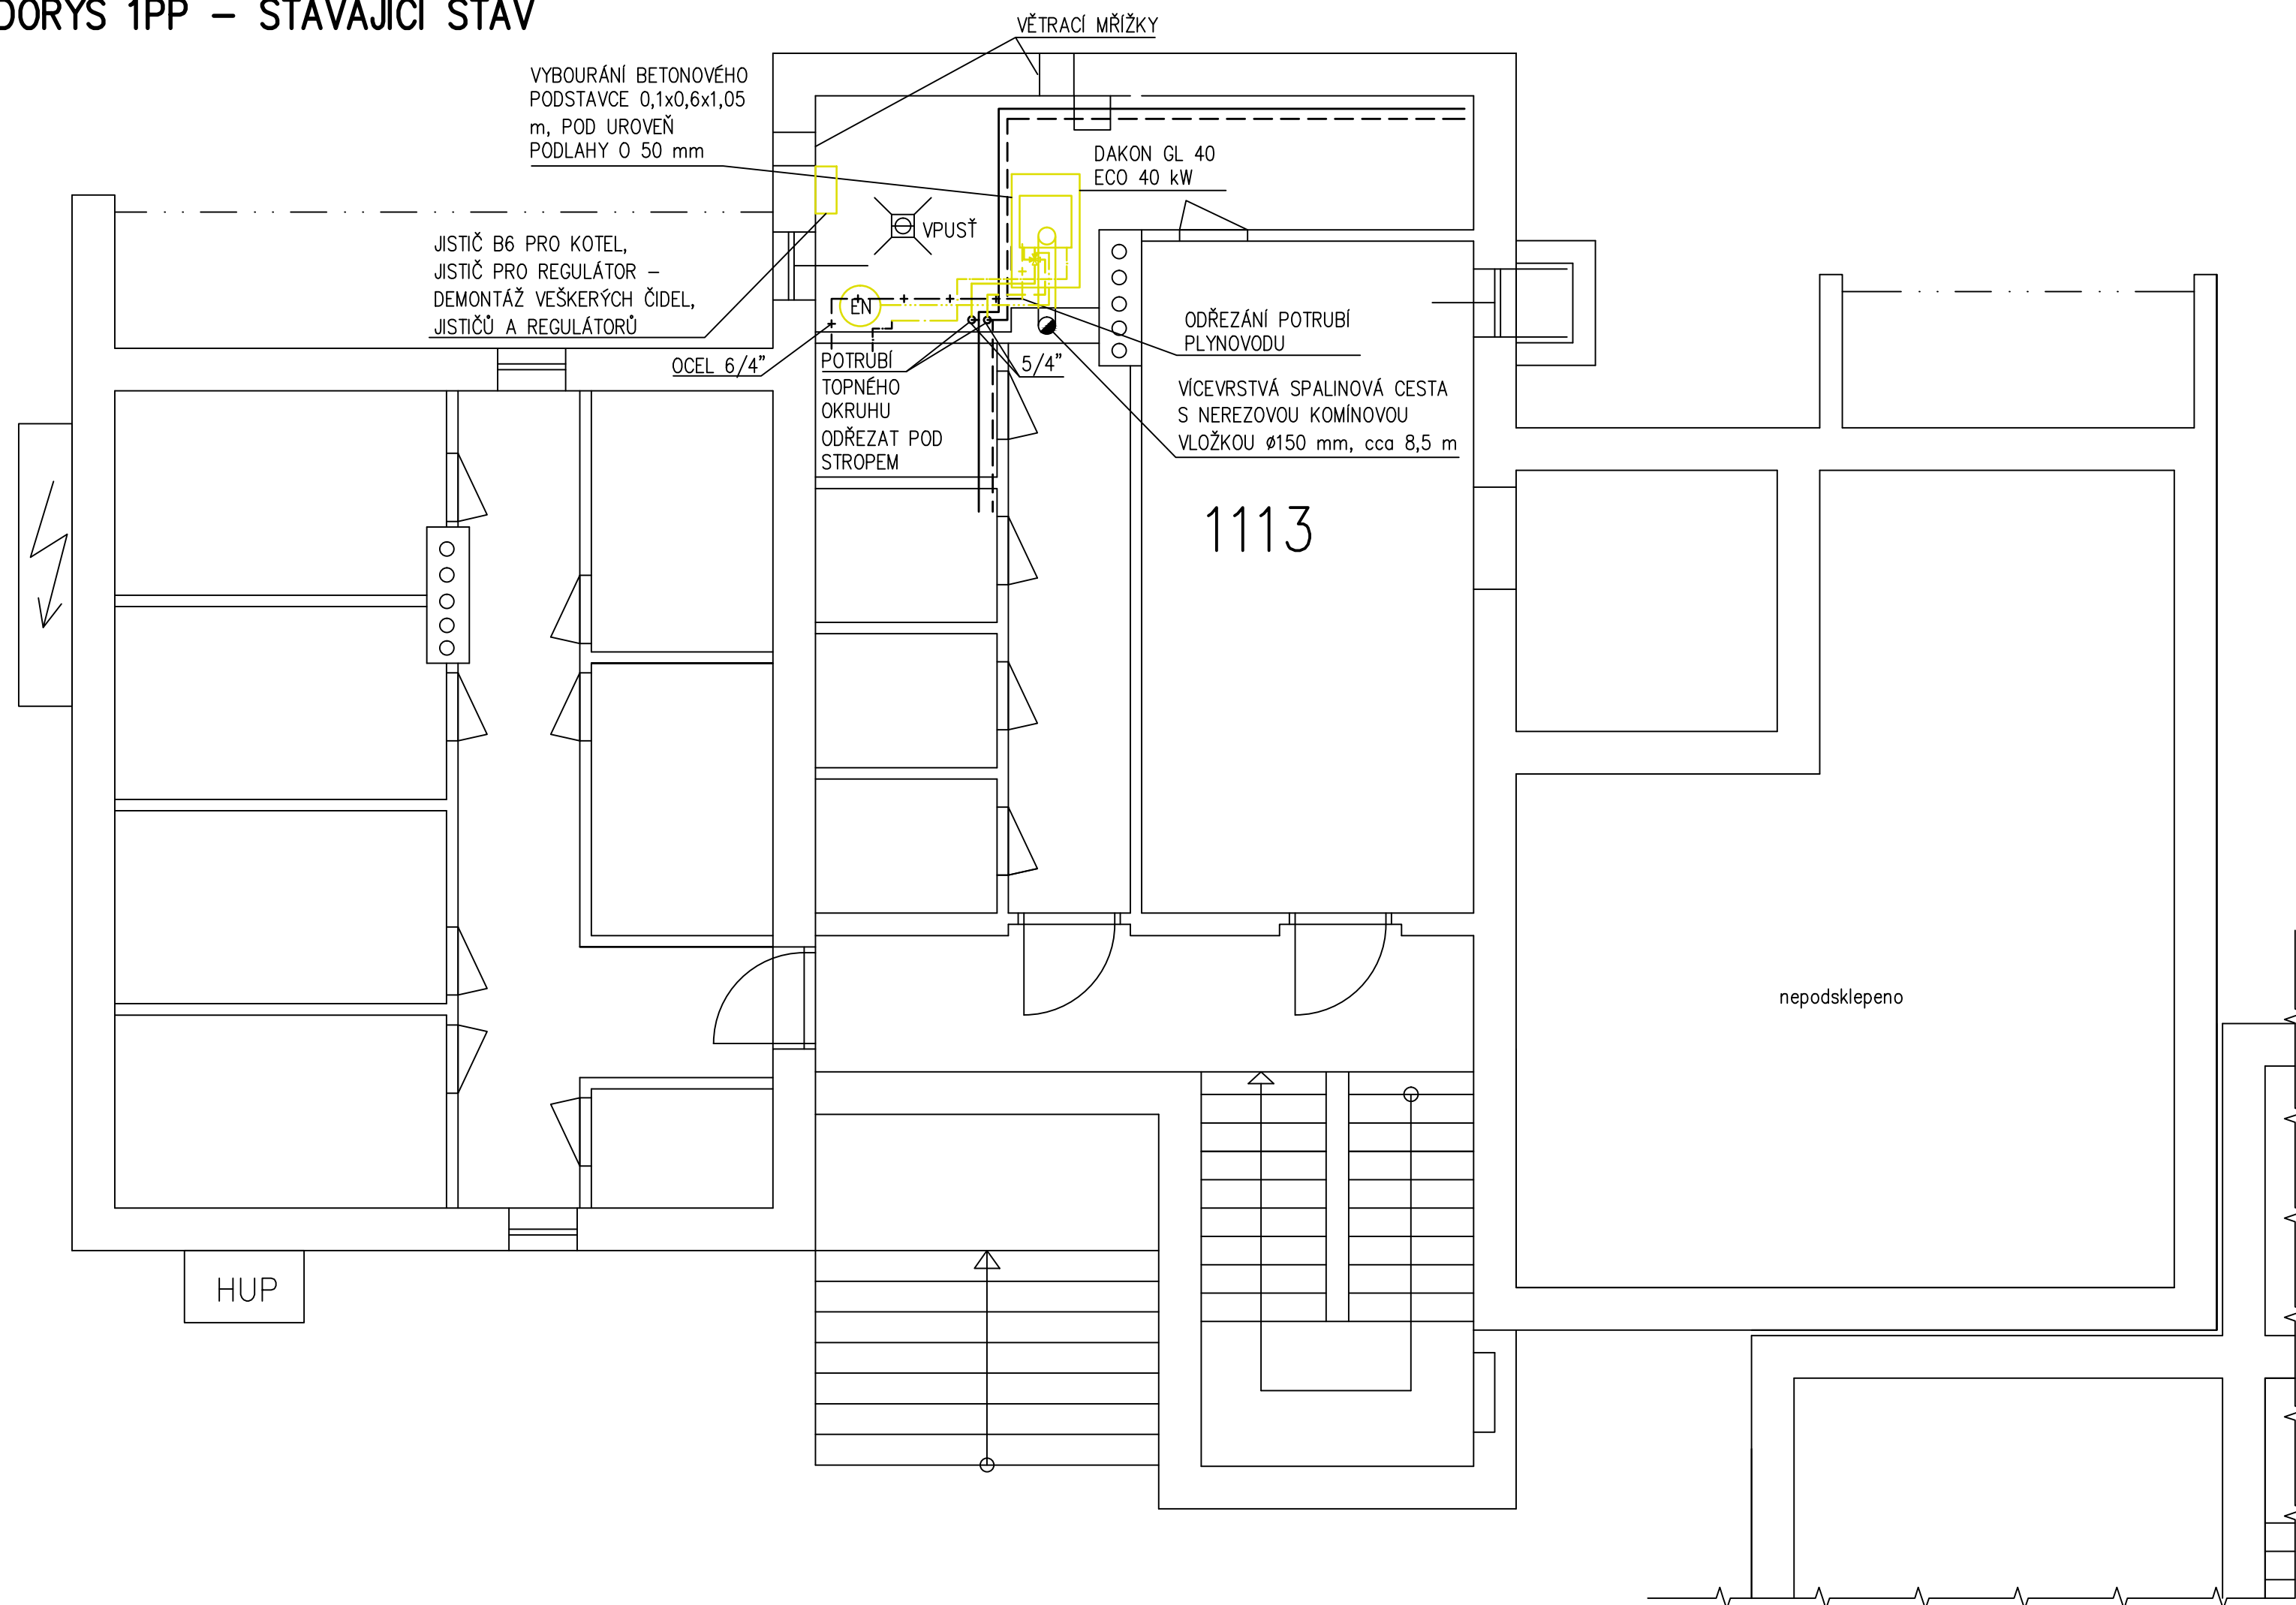 DORYS 1PP – STÁVAJÍCÍ STAV
VĚTRACÍ MŘÍŽKY
VYBOURÁNÍ BETONOVÉHO
PODSTAVCE 0,1x0,6x1,05
m, POD UROVEŇ
PODLAHY O 50 mm
DAKON GL 40
ECO 40 kW
VPUSŤ
JISTIČ B6 PRO KOTEL,
JISTIČ PRO REGULÁTOR –
DEMONTÁŽ VEŠKERÝCH ČIDEL,
JISTIČŮ A REGULÁTORŮ
EN
ODŘEZÁNÍ POTRUBÍ
PLYNOVODU
OCEL 6/4”
POTRUBÍ
TOPNÉHO
OKRUHU
ODŘEZAT POD
STROPEM
5/4”
VÍCEVRSTVÁ SPALINOVÁ CESTA
S NEREZOVOU KOMÍNOVOU
VLOŽKOU ø150 mm, cca 8,5 m
1113
nepodsklepeno
HUP